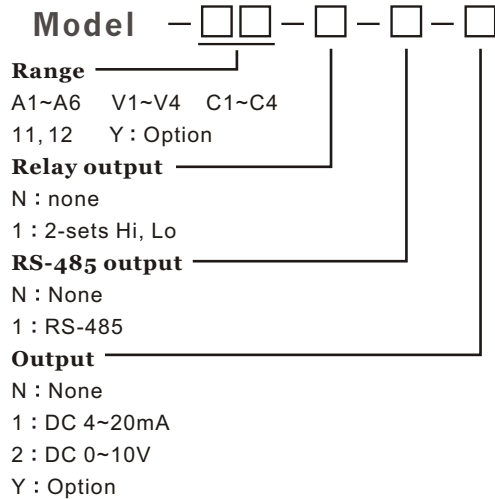 Model －□□－□－□－□
Range
A1~A6 V1~V4 C1~C4
11, 12 Y：Option
Relay output
N：none
1：2-sets Hi, Lo
RS-485 output
N：None
1：RS-485
Output
N：None
1：DC 4~20mA
2：DC 0~10V
Y：Option